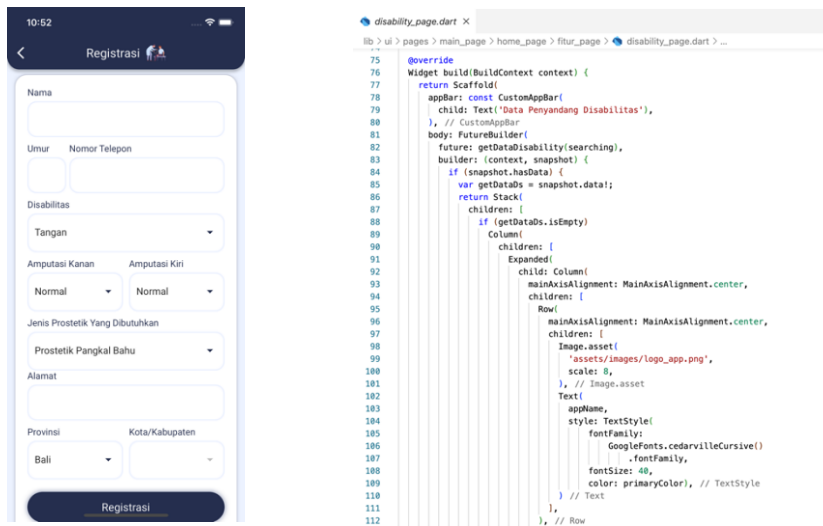 10:52
Registrasi
Nama
Umur Nomor Telepon
Disabilitas
Tangan
Amputasi Kanan Amputasi Kiri
Normal Normal
Jenis Prostetik Yang Dibutuhkan
Prostetik Pangkal Bahu
Alamat
Provinsi Kota/Kabupaten
Bali
Registrasi
disability_page.dart ×
lib > ui > pages > main_page > home_page > fitur_page > disability_page.dart > ...
75 @override
76 Widget build(BuildContext context) {
77 return Scaffold(
78 appBar: const CustomAppBar(
79 child: Text('Data Penyandang Disabilitas'),
80 ), // CustomAppBar
81 body: FutureBuilder(
82 future: getDataDisability(searching),
83 builder: (context, snapshot) {
84 if (snapshot.hasData) {
85 var getDataDs = snapshot.data!;
86 return Stack(
87 children: [
88 if (getDataDs.isEmpty)
89 Column(
90 children: [
91 Expanded(
92 child: Column(
93 mainAxisAlignment: MainAxisAlignment.center,
94 children: [
95 Row(
96 mainAxisAlignment: MainAxisAlignment.center,
97 children: [
98 Image.asset(
99 'assets/images/logo_app.png',
100 scale: 8,
101 ), // Image.asset
102 Text(
103 appName,
104 style: TextStyle(
105 fontFamily:
106 GoogleFonts.cedarvilleCursive()
107 .fontFamily,
108 fontSize: 40,
109 color: primaryColor), // TextStyle
110 ) // Text
111 ],
112 ), // Row